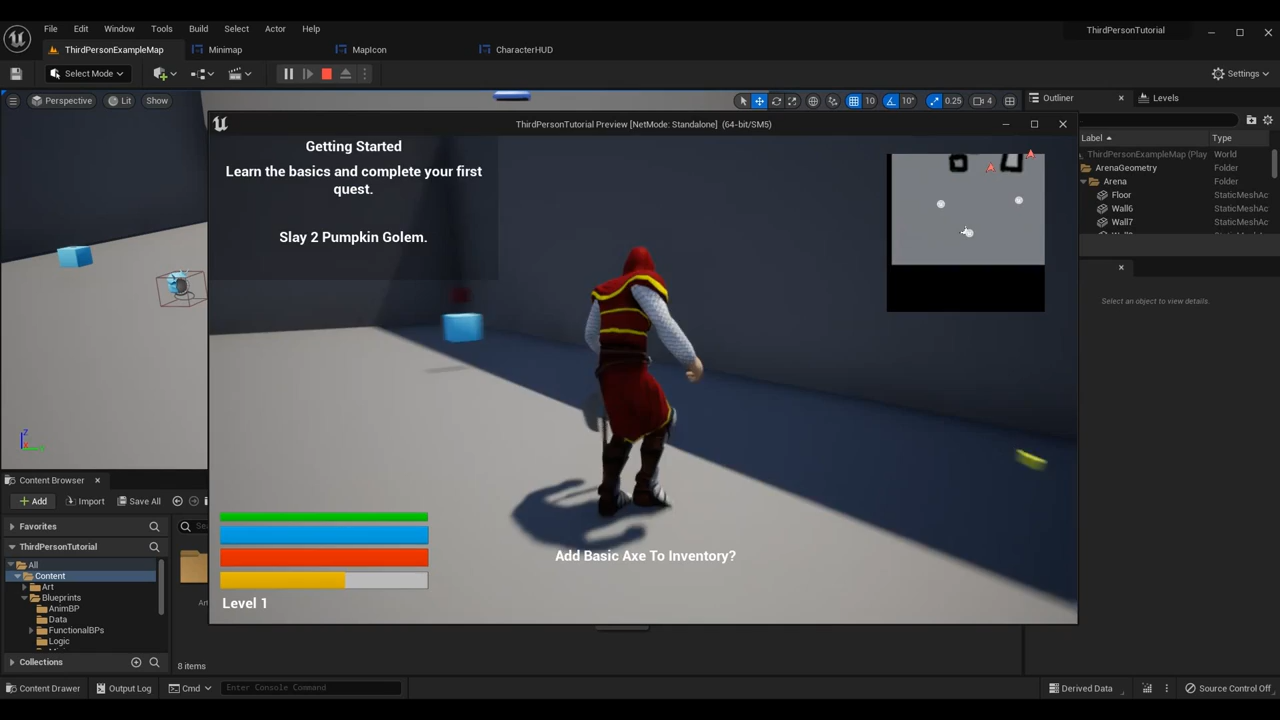 File Edit Window Tools Build Select Actor Help
ThirdPersonTutorial
ThirdPersonExampleMap Minimap MapIcon CharacterHUD
Select Mode
Settings
Perspective Lit Show
10 10° 0.25 4
Outliner Levels
ThirdPersonTutorial Preview [NetMode: Standalone] (64-bit/SM5)
Label Type
ThirdPersonExampleMap (Play World
ArenaGeometry Folder
Arena Folder
Floor StaticMeshAc
Wall6 StaticMeshAc
Wall7 StaticMeshAc
Getting Started
Learn the basics and complete your first
quest.
Slay 2 Pumpkin Golem.
Select an object to view details.
Add Basic Axe To Inventory?
Level 1
Content Browser
Add Import Save All
Favorites
ThirdPersonTutorial
All
Content
Art
Blueprints
AnimBP
Data
FunctionalBPs
Logic
Collections
8 items
Content Drawer Output Log Cmd Enter Console Command
Derived Data Source Control Off